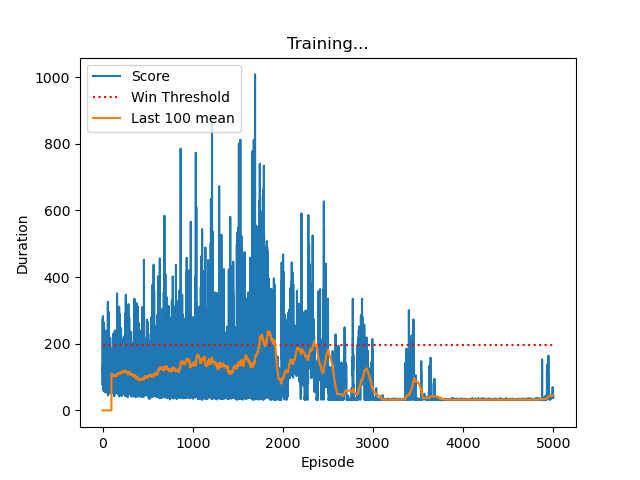 Training...
Score
Win Threshold
Last 100 mean
Duration
1000
800
600
400
200
0
0
1000
2000
3000
4000
5000
Episode